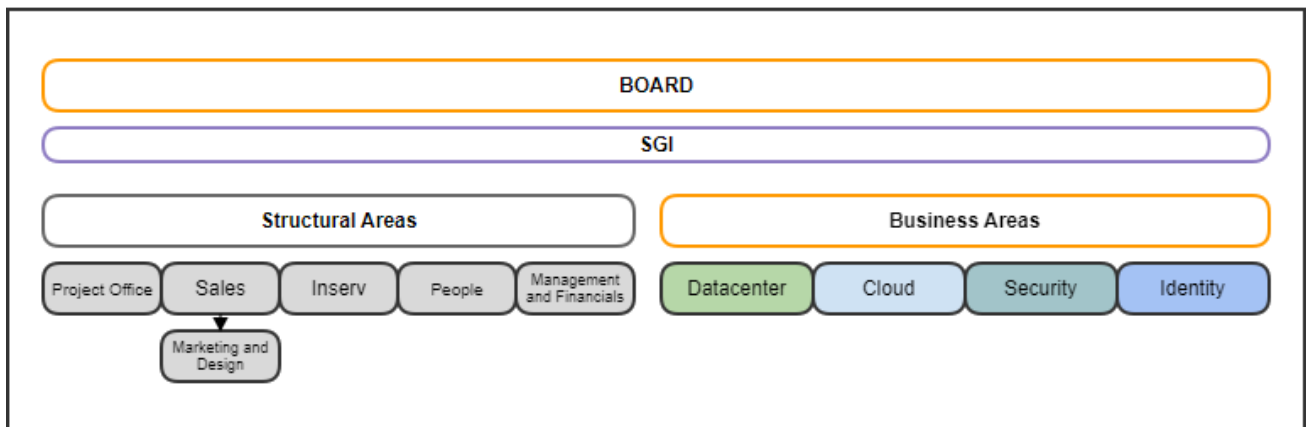 BOARD
SGI
Structural Areas
Business Areas
Project Office
Sales
Inserv
People
Management
and Financials
Datacenter
Cloud
Security
Identity
Marketing and
Design